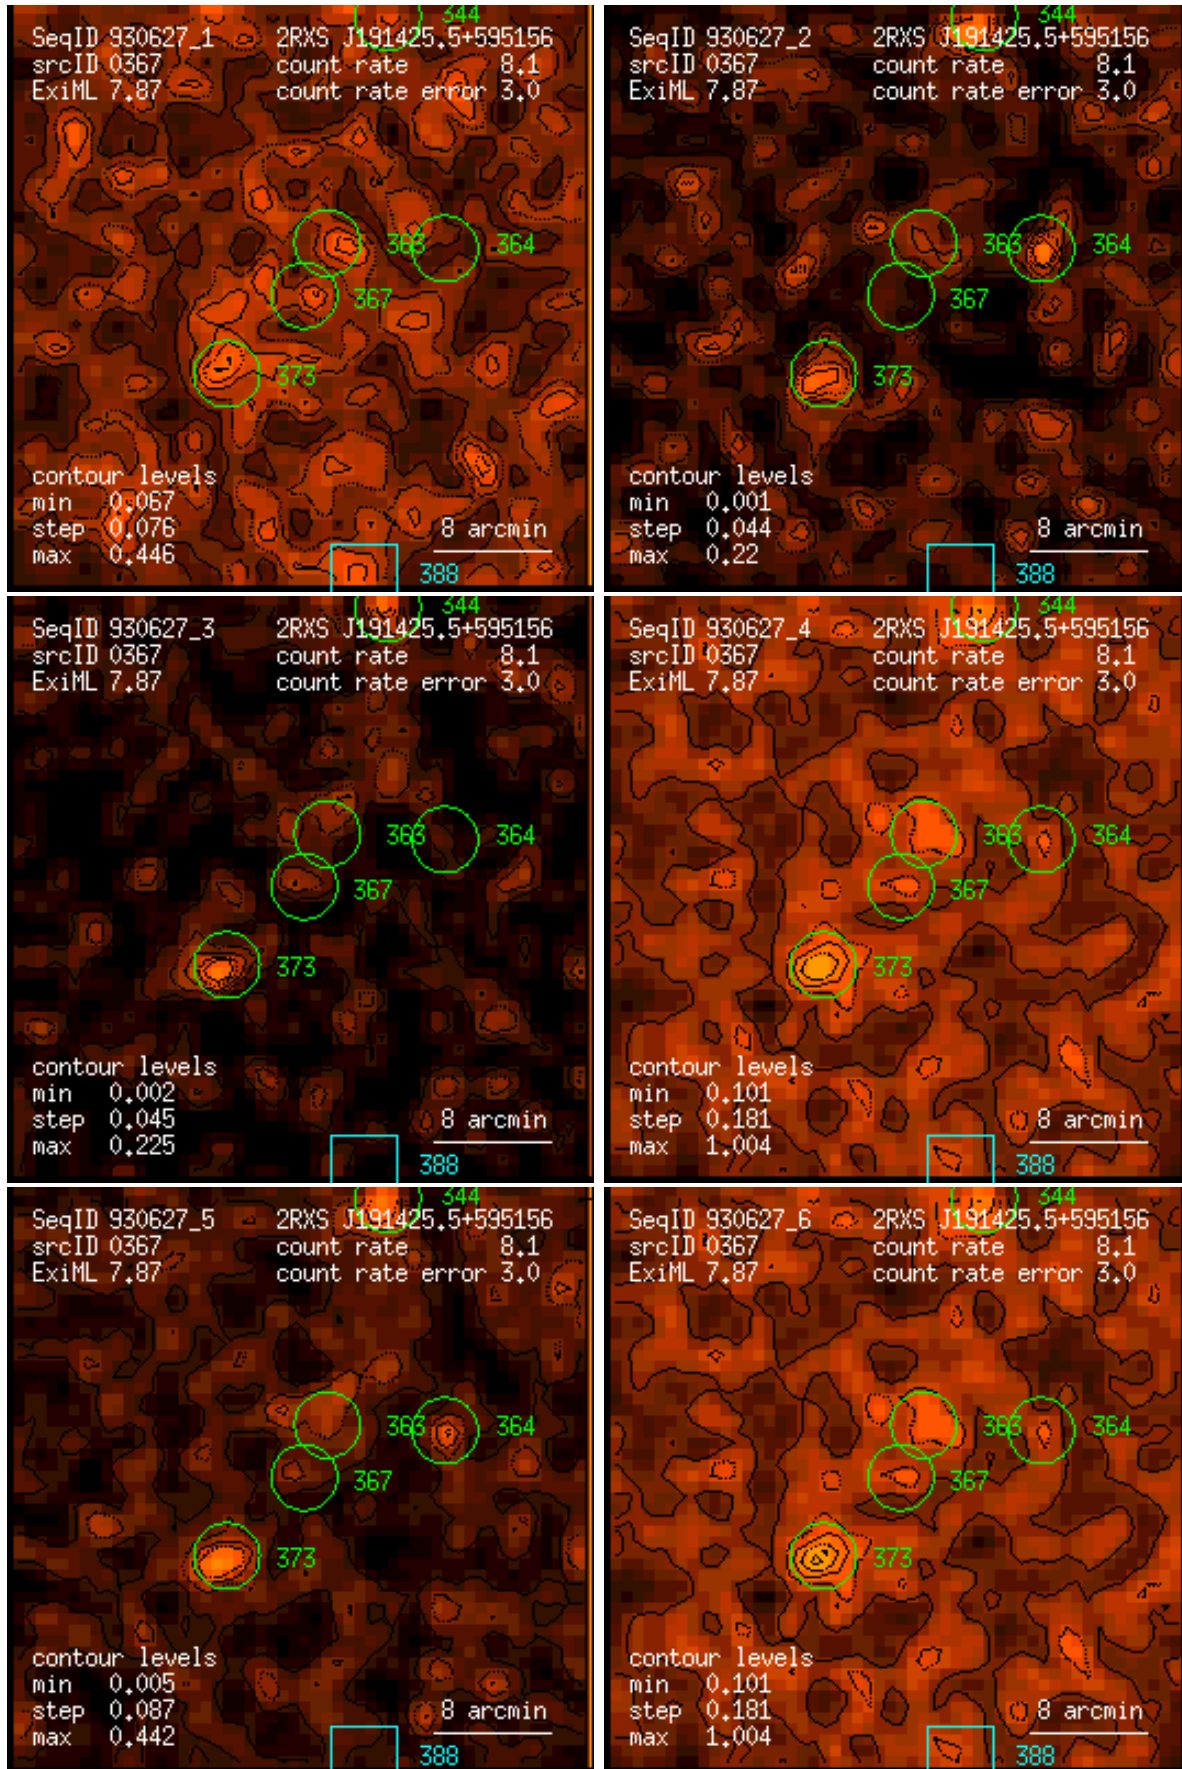 344
SeqID 930627_1 2RXS J191425.5+595156
srcID 0367 count rate 8.1
ExiML 7.87 count rate error 3.0
363 364
367
373
contour levels
min 0.067
step 0.076 8 arcmin
max 0.446
388
344
SeqID 930627_2 2RXS J191425.5+595156
srcID 0367 count rate 8.1
ExiML 7.87 count rate error 3.0
363 364
367
373
contour levels
min 0.001
step 0.044 8 arcmin
max 0.22
388
344
SeqID 930627_3 2RXS J191425.5+595156
srcID 0367 count rate 8.1
ExiML 7.87 count rate error 3.0
363 364
367
373
contour levels
min 0.002
step 0.045 8 arcmin
max 0.225
388
344
SeqID 930627_4 2RXS J191425.5+595156
srcID 0367 count rate 8.1
ExiML 7.87 count rate error 3.0
363 364
367
373
contour levels
min 0.101
step 0.181 8 arcmin
max 1.004
388
344
SeqID 930627_5 2RXS J191425.5+595156
srcID 0367 count rate 8.1
ExiML 7.87 count rate error 3.0
363 364
367
373
contour levels
min 0.005
step 0.087 8 arcmin
max 0.442
388
344
SeqID 930627_6 2RXS J191425.5+595156
srcID 0367 count rate 8.1
ExiML 7.87 count rate error 3.0
363 364
367
373
contour levels
min 0.101
step 0.181 8 arcmin
max 1.004
388